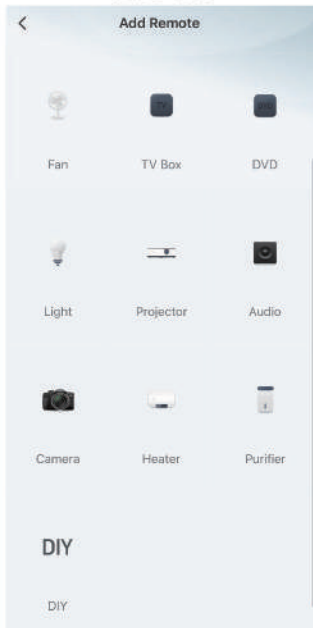 Add Remote
Fan TV Box DVD
Light Projector Audio
Camera Heater Purifier
DIY
DIY